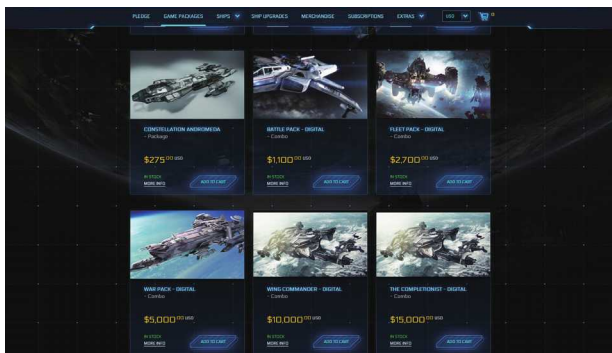 PLEDGE GAME PACKAGES SHIPS SHIP UPGRADES MERCHANDISE SUBSCRIPTIONS EXTRAS USD 0
CONSTELLATION ANDROMEDA
- Package
$275.00 USD
IN STOCK
MORE INFO
ADD TO CART
BATTLE PACK - DIGITAL
- Combo
$1,100.00 USD
IN STOCK
MORE INFO
ADD TO CART
FLEET PACK - DIGITAL
- Combo
$2,700.00 USD
IN STOCK
MORE INFO
ADD TO CART
WAR PACK - DIGITAL
- Combo
$5,000.00 USD
IN STOCK
MORE INFO
ADD TO CART
WING COMMANDER - DIGITAL
- Combo
$10,000.00 USD
IN STOCK
MORE INFO
ADD TO CART
THE COMPLETIONIST - DIGITAL
- Combo
$15,000.00 USD
IN STOCK
MORE INFO
ADD TO CART